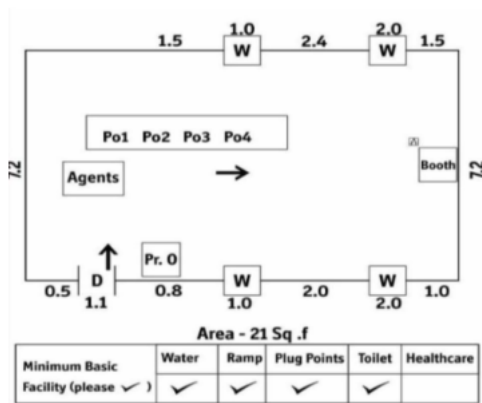 1.0 2.0
1.5 W 2.4 W 1.5
Po1 Po2 Po3 Po4
7.2 Booth 7.2
Agents
Pr. O
D W W
0.5 1.1 0.8 1.0 2.0 2.0 1.0
Area - 21 Sq .f
Minimum Basic Facility (please ✓ ) Water Ramp Plug Points Toilet Healthcare
✓ ✓ ✓ ✓